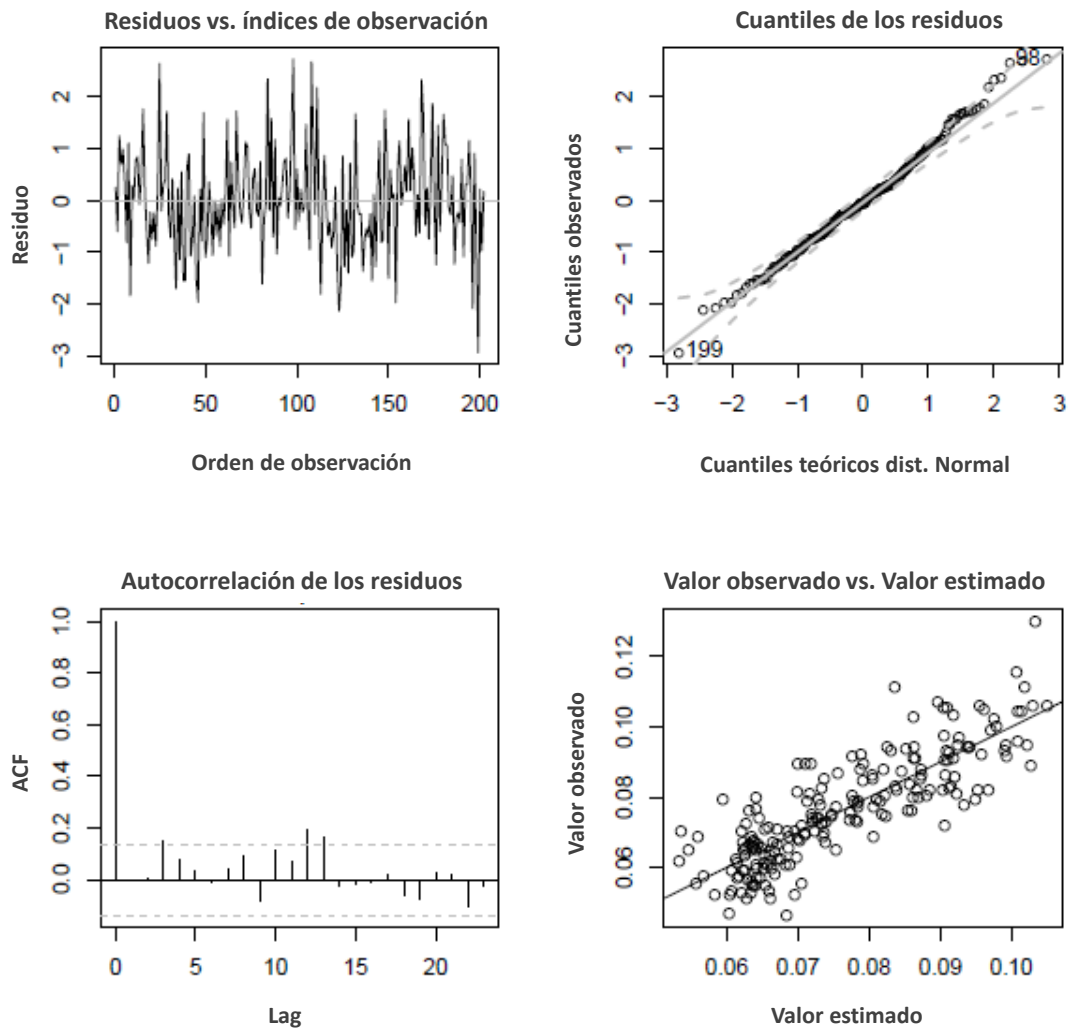 Residuos vs. índices de observación
Residuo
2
1
0
−1
−2
−3
0 50 100 150 200
Orden de observación
Cuantiles de los residuos
Cuantiles observados
2
1
0
−1
−2
−3
98
199
−3 −2 −1 0 1 2 3
Cuantiles teóricos dist. Normal
Autocorrelación de los residuos
ACF
1.0
0.8
0.6
0.4
0.2
0.0
0 5 10 15 20
Lag
Valor observado vs. Valor estimado
Valor observado
0.12
0.10
0.08
0.06
0.06 0.07 0.08 0.09 0.10
Valor estimado